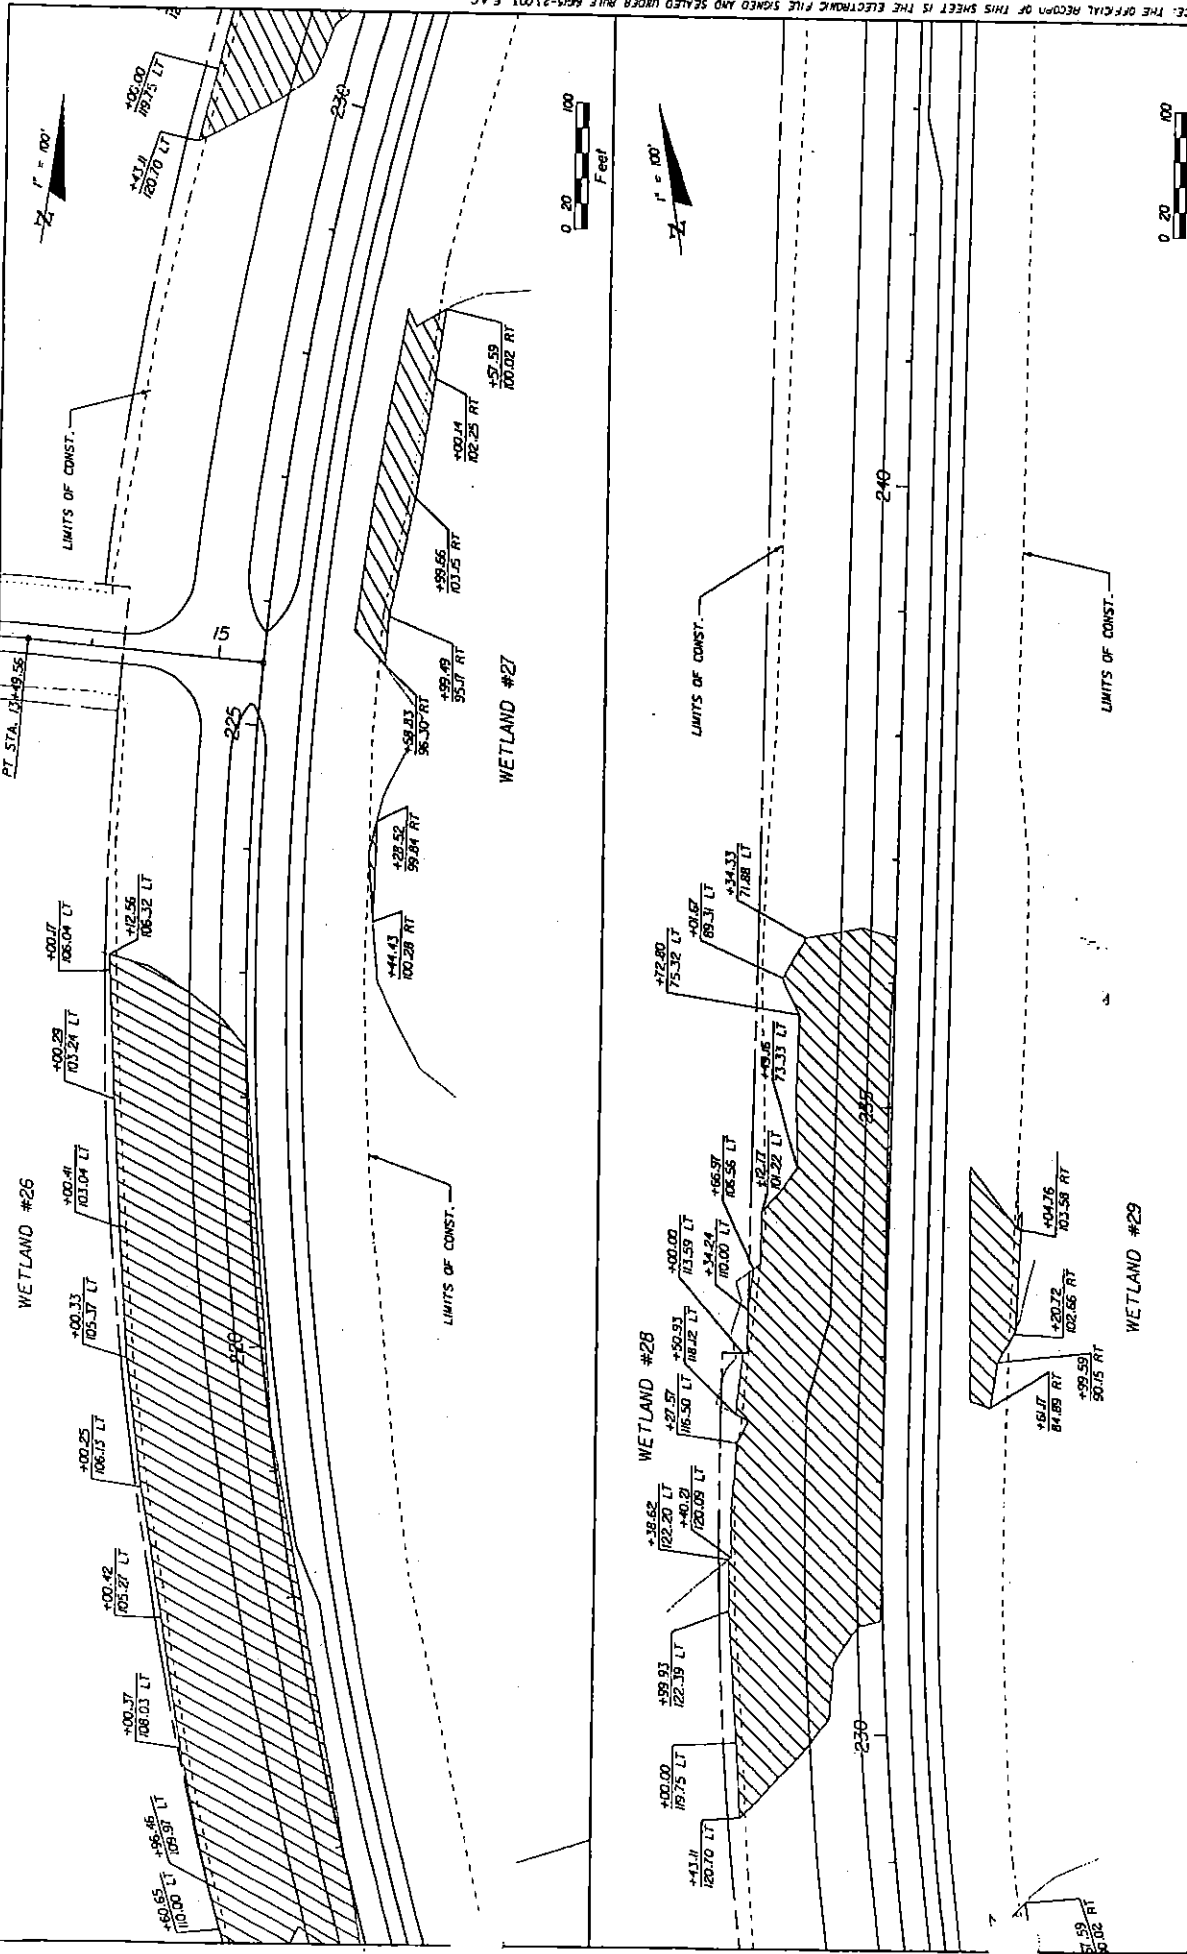 CE: THE OFFICIAL RECORD OF THIS SHEET IS THE ELECTRONIC FILE SIGNED AND SEALED UNDER RULE 61G15-23.003, F.A.C.
WETLAND #26
+60.65
110.00 LT
+96.46
109.97 LT
+00.37
108.03 LT
+00.42
105.27 LT
+00.25
106.13 LT
+00.33
105.37 LT
+00.41
103.04 LT
+00.29
103.24 LT
+00.17
106.04 LT
+12.56
106.32 LT
PT STA. 13+49.56
15
LIMITS OF CONST.
+43.11
120.70 LT
+00.00
119.75 LT
N
1" = 100'
220
225
230
LIMITS OF CONST.
+44.43
100.28 RT
+28.52
99.84 RT
+58.83
96.30 RT
+99.49
95.17 RT
+99.66
103.15 RT
+00.14
102.25 RT
+57.59
100.02 RT
WETLAND #27
0 20 100
Feet
WETLAND #28
+43.11
120.70 LT
+00.00
119.75 LT
+99.93
122.39 LT
+38.62
122.20 LT
+40.21
120.09 LT
+27.57
116.50 LT
+50.93
118.12 LT
+00.00
113.59 LT
+34.24
110.00 LT
+66.97
106.56 LT
+12.77
101.22 LT
+49.16
73.33 LT
+72.80
75.32 LT
+01.67
89.31 LT
+34.33
71.88 LT
LIMITS OF CONST.
N
1" = 100'
230
235
240
57.59
0.02 RT
+61.17
84.89 RT
+99.59
90.15 RT
+20.72
102.66 RT
+04.76
103.58 RT
WETLAND #29
LIMITS OF CONST.
0 20 100